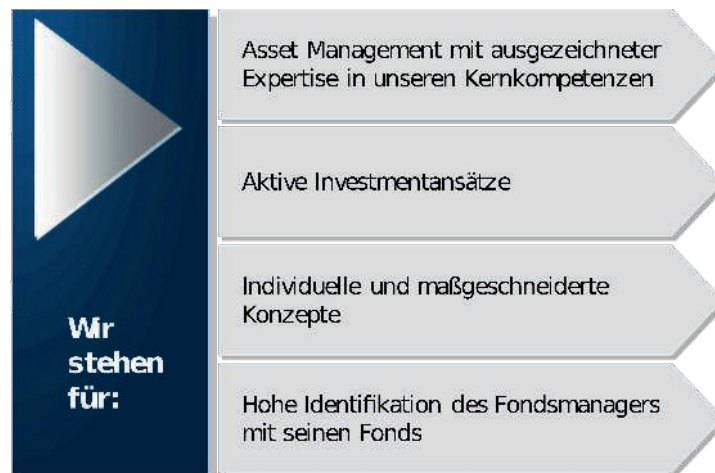 Asset Management mit ausgezeichneter
Expertise in unseren Kernkompetenzen
Aktive Investmentansätze
Individuelle und maßgeschneiderte
Konzepte
Wir
stehen
für:
Hohe Identifikation des Fondsmanagers
mit seinen Fonds